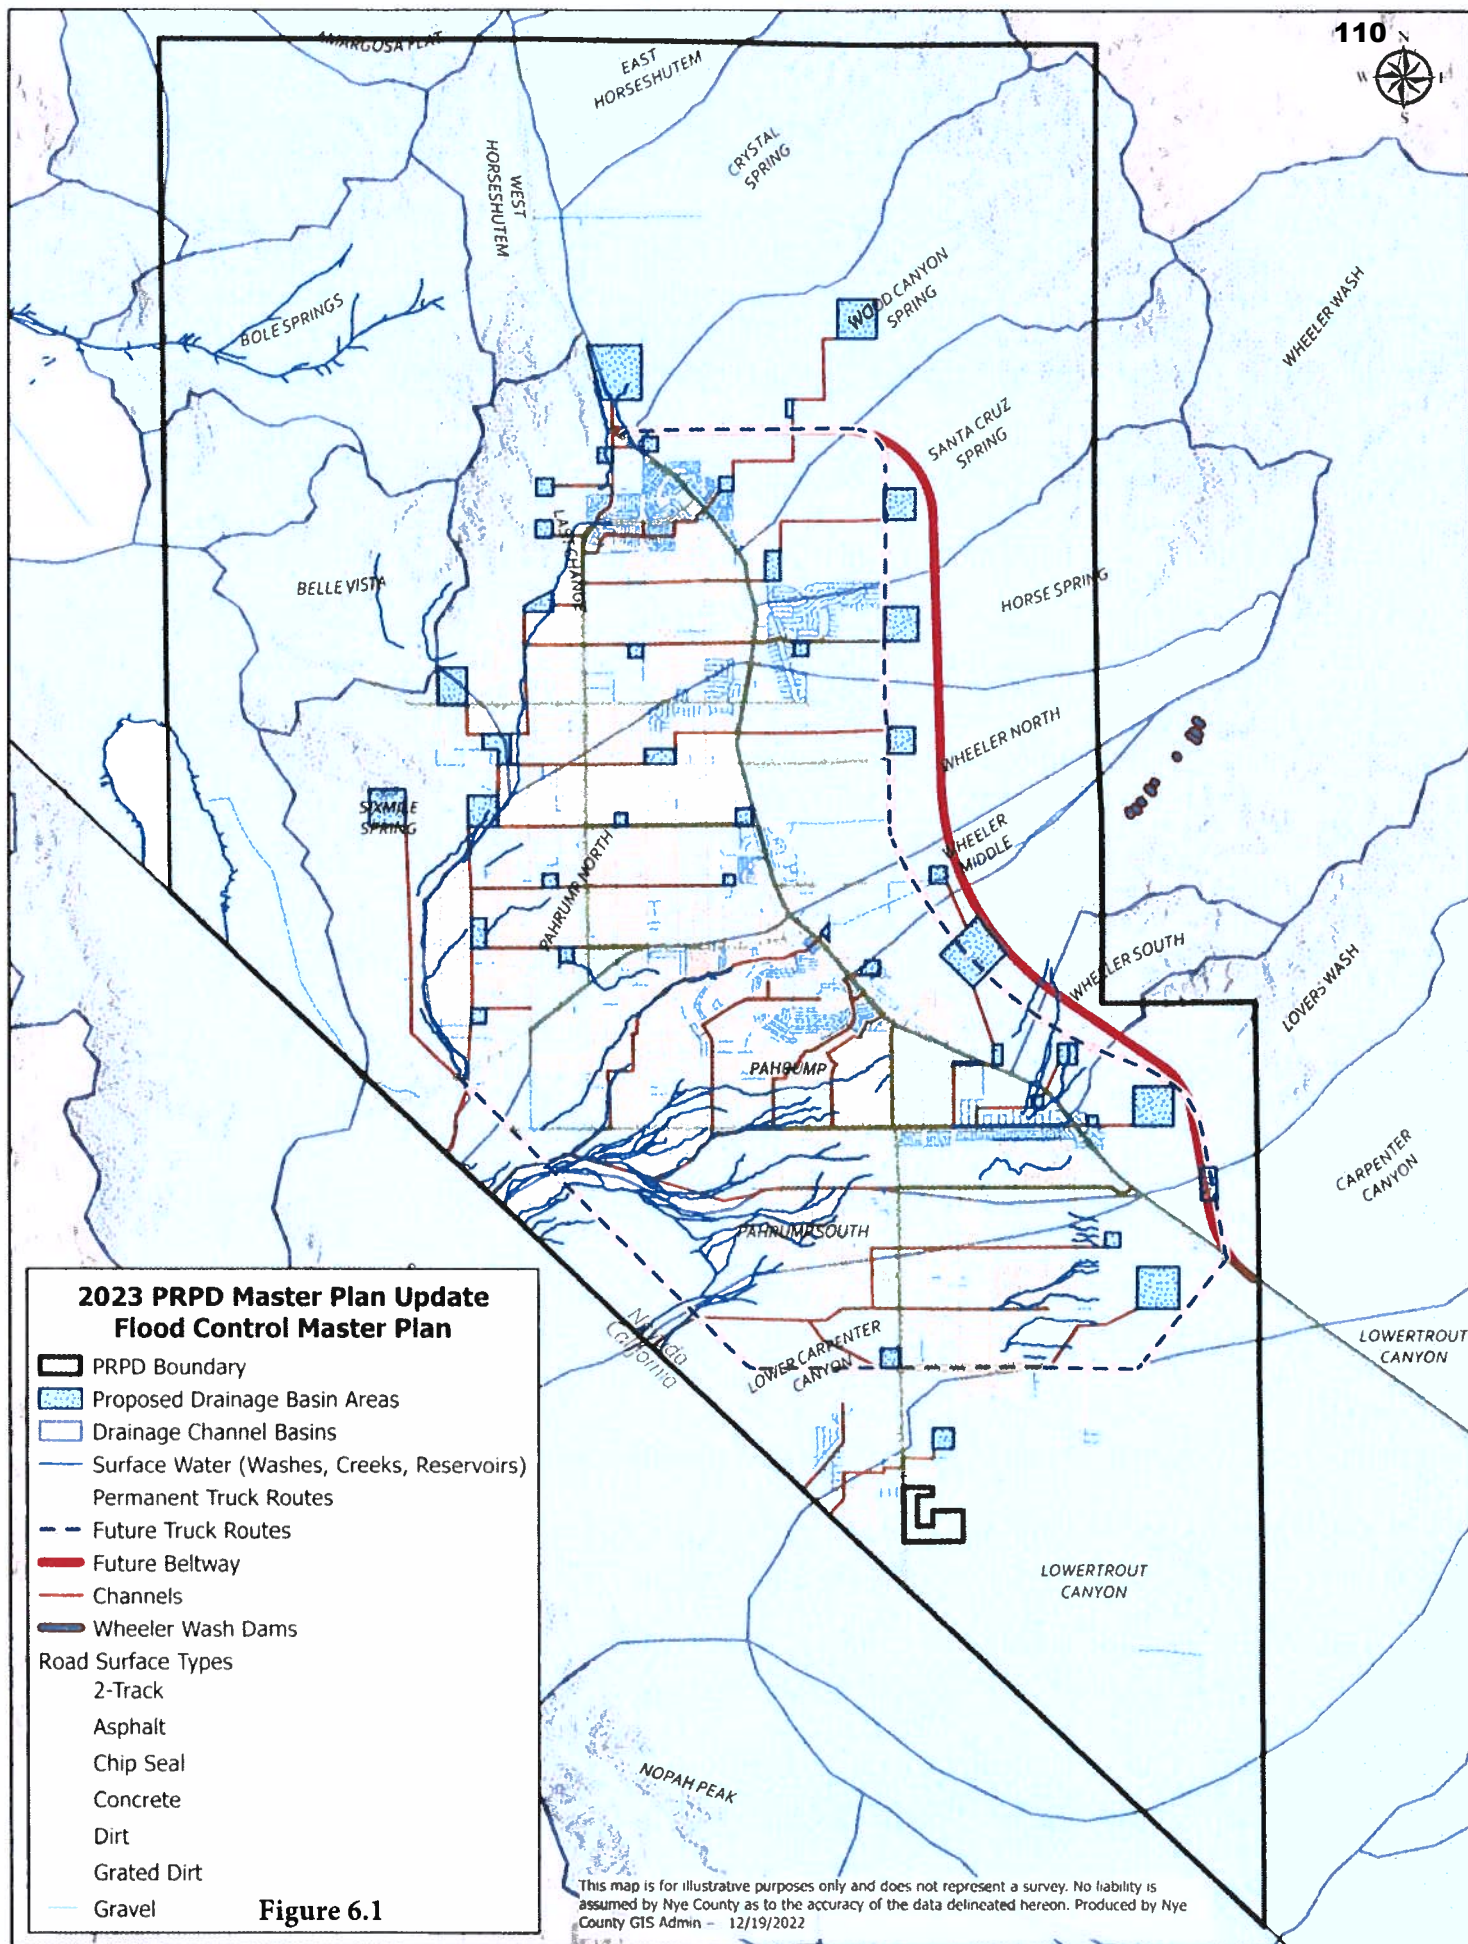 110
N
W
E
S
AMARGOSA FLAT
EAST
HORSESHUTEM
CRYSTAL
SPRING
WEST
HORSESHUTEM
WOOD CANYON
SPRING
WHEELER WASH
BOLE SPRINGS
SANTA CRUZ
SPRING
LAST CHANCE
BELLE VISTA
HORSE SPRING
WHEELER NORTH
SIXMILE
SPRING
WHEELER
MIDDLE
PAHRUMP NORTH
WHEELER SOUTH
LOVERS WASH
PAHRUMP
CARPENTER
CANYON
PAHRUMP SOUTH
Nevada
California
LOWER CARPENTER
CANYON
LOWERTROUT
CANYON
LOWERTROUT
CANYON
NOPAH PEAK
2023 PRPD Master Plan Update
Flood Control Master Plan
PRPD Boundary
Proposed Drainage Basin Areas
Drainage Channel Basins
Surface Water (Washes, Creeks, Reservoirs)
Permanent Truck Routes
Future Truck Routes
Future Beltway
Channels
Wheeler Wash Dams
Road Surface Types
2-Track
Asphalt
Chip Seal
Concrete
Dirt
Grated Dirt
Gravel
Figure 6.1
This map is for illustrative purposes only and does not represent a survey. No liability is
assumed by Nye County as to the accuracy of the data delineated hereon. Produced by Nye
County GIS Admin - 12/19/2022